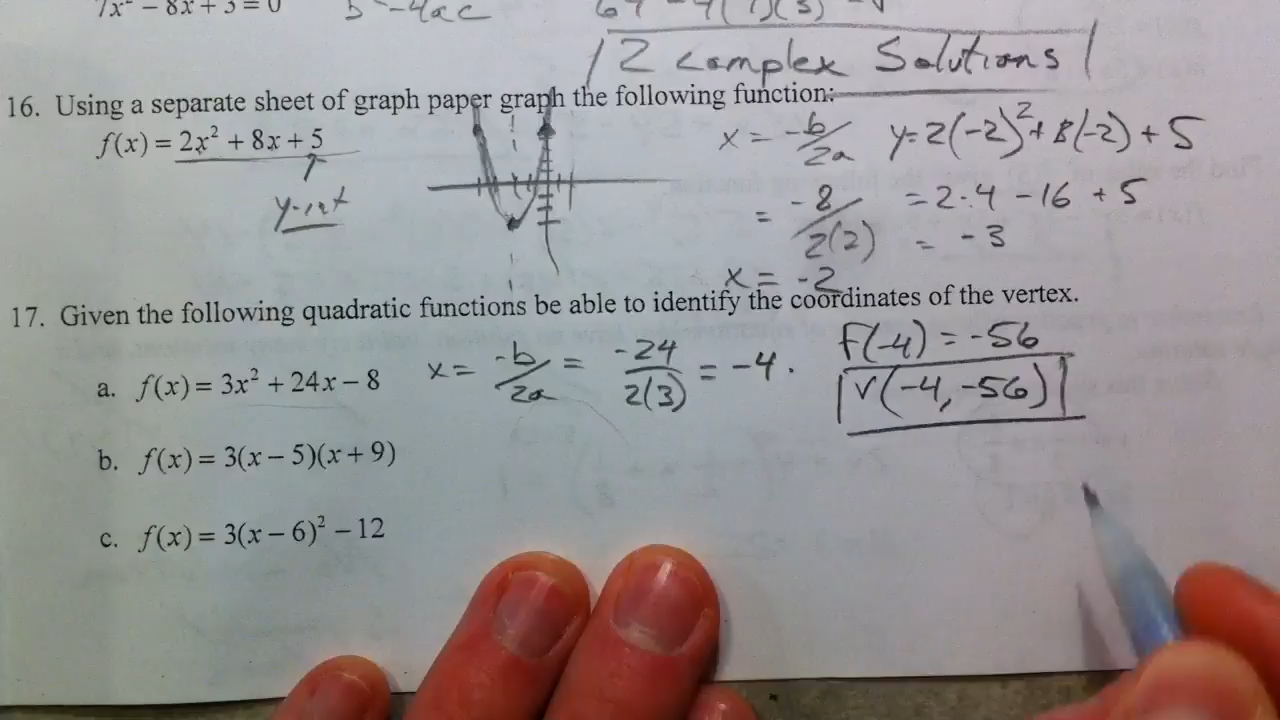 7x² − 8x + 3 = 0 b² −4ac
2 Complex Solutions
16. Using a separate sheet of graph paper graph the following function:
f(x) = 2x² + 8x + 5
y-int
x = -b/2a y=2(-2)²+8(-2)+5
= -8/2(2) =2·4 -16 +5
= -3
x = -2
17. Given the following quadratic functions be able to identify the coordinates of the vertex.
a. f(x) = 3x² + 24x − 8 x = -b/2a = -24/2(3) = -4. f(-4) = -56
V(-4, -56)
b. f(x) = 3(x − 5)(x + 9)
c. f(x) = 3(x − 6)² − 12